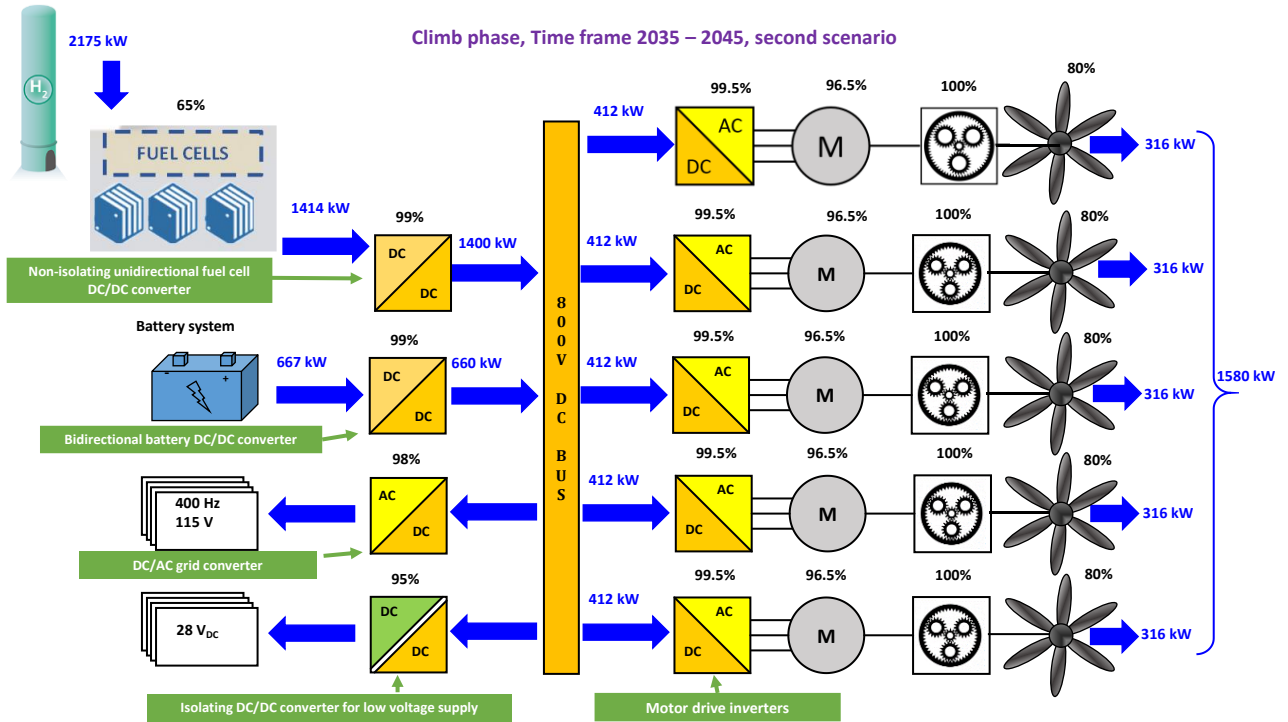 2175 kW
Climb phase, Time frame 2035 – 2045, second scenario
H2
65%
FUEL CELLS
1414 kW
99%
DC
DC
1400 kW
Non-isolating unidirectional fuel cell
DC/DC converter
Battery system
- +
667 kW
99%
DC
DC
660 kW
Bidirectional battery DC/DC converter
400 Hz
115 V
98%
AC
DC
DC/AC grid converter
28 VDC
95%
DC
DC
Isolating DC/DC converter for low voltage supply
800V DC BUS
412 kW
99.5%
AC
DC
96.5%
M
100%
80%
316 kW
412 kW
99.5%
AC
DC
96.5%
M
100%
80%
316 kW
412 kW
99.5%
AC
DC
96.5%
M
100%
80%
316 kW
412 kW
99.5%
AC
DC
96.5%
M
100%
80%
316 kW
412 kW
99.5%
AC
DC
96.5%
M
100%
80%
316 kW
1580 kW
Motor drive inverters